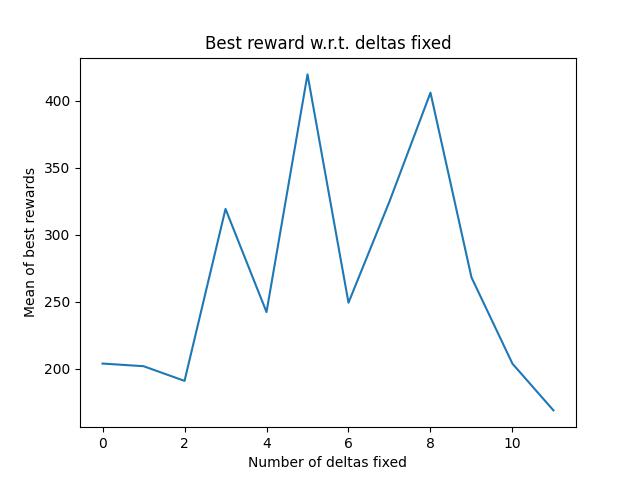 Best reward w.r.t. deltas fixed
Mean of best rewards
400
350
300
250
200
0 2 4 6 8 10
Number of deltas fixed